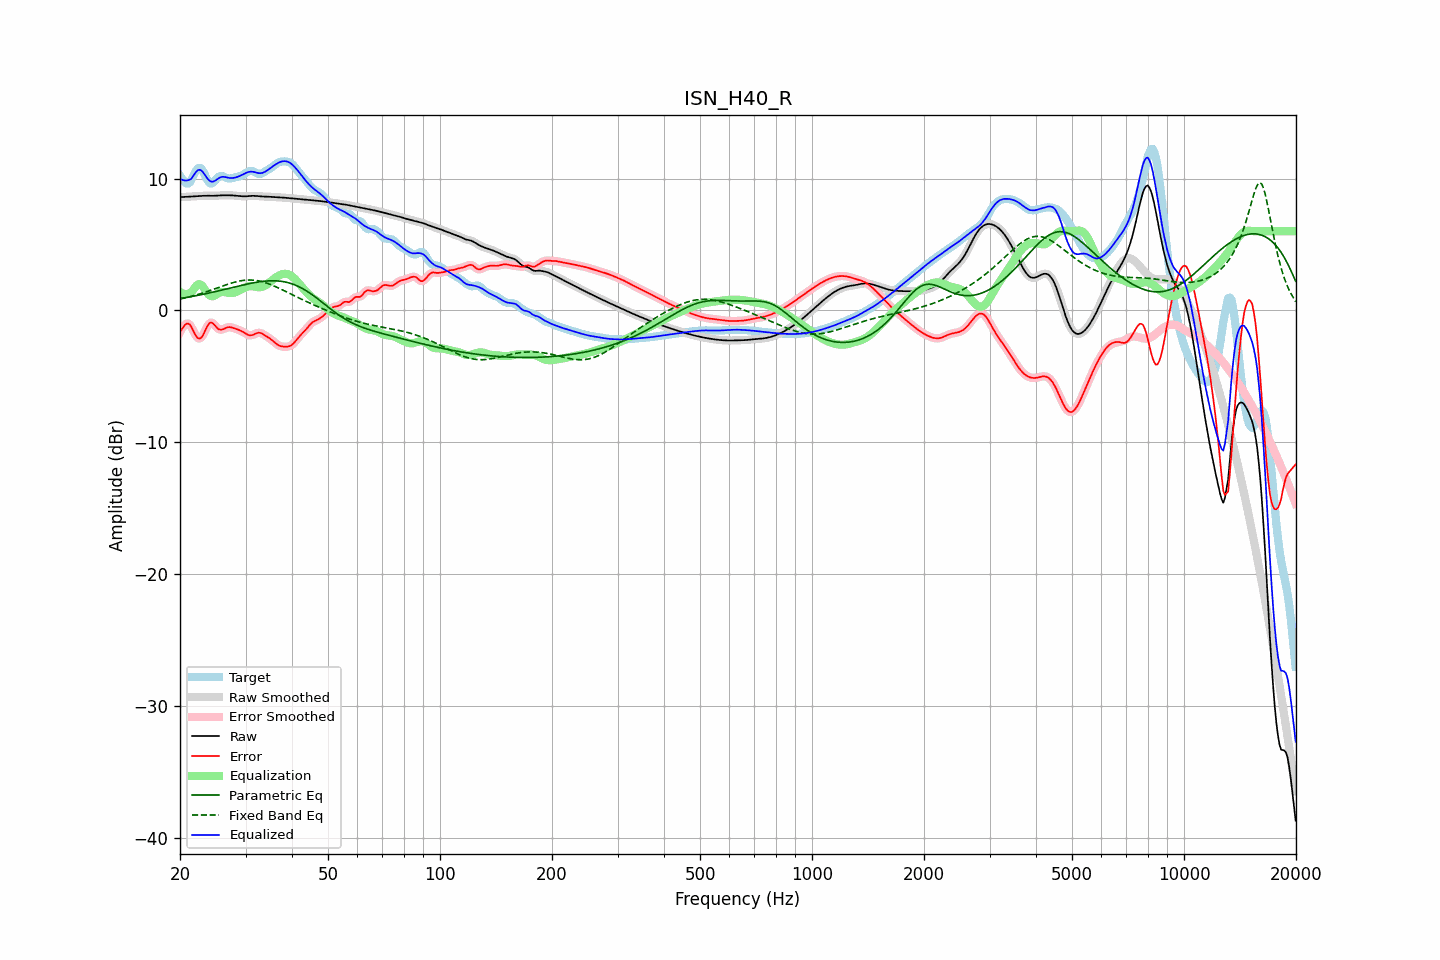 ISN_H40_R
Amplitude (dBr)
10
0
−10
−20
−30
−40
Target
Raw Smoothed
Error Smoothed
Raw
Error
Equalization
Parametric Eq
Fixed Band Eq
Equalized
20 50 100 200 500 1000 2000 5000 10000 20000
Frequency (Hz)